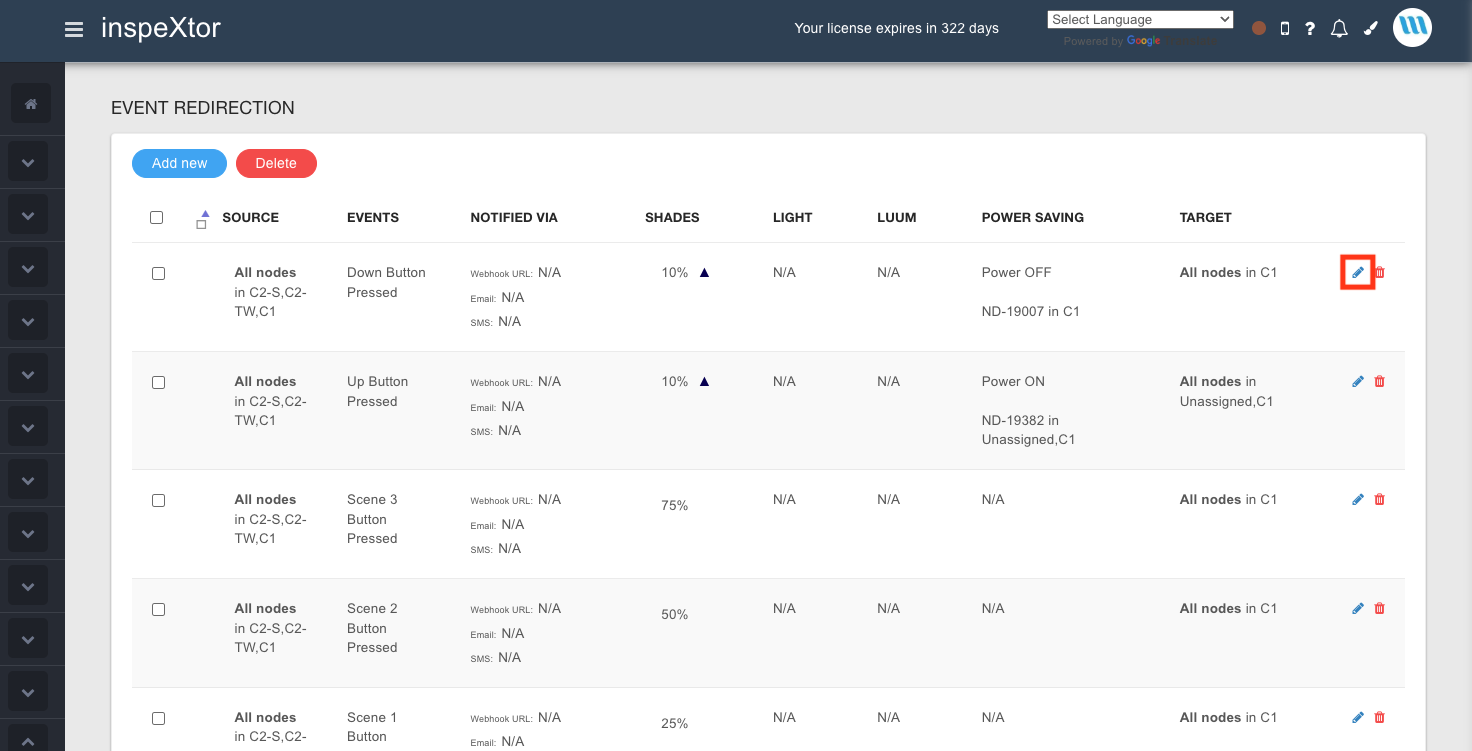 inspeXtor
Your license expires in 322 days
Select Language
Powered by Google
?
EVENT REDIRECTION
Add new
Delete
SOURCE EVENTS NOTIFIED VIA SHADES LIGHT LUUM POWER SAVING TARGET
All nodes
in C2-S,C2-
TW,C1
Down Button
Pressed
Webhook URL: N/A
Email: N/A
SMS: N/A
10%
N/A
N/A
Power OFF
ND-19007 in C1
All nodes in C1
All nodes
in C2-S,C2-
TW,C1
Up Button
Pressed
Webhook URL: N/A
Email: N/A
SMS: N/A
10%
N/A
N/A
Power ON
ND-19382 in
Unassigned,C1
All nodes in
Unassigned,C1
All nodes
in C2-S,C2-
TW,C1
Scene 3
Button
Pressed
Webhook URL: N/A
Email: N/A
SMS: N/A
75%
N/A
N/A
N/A
All nodes in C1
All nodes
in C2-S,C2-
TW,C1
Scene 2
Button
Pressed
Webhook URL: N/A
Email: N/A
SMS: N/A
50%
N/A
N/A
N/A
All nodes in C1
All nodes
in C2-S,C2-
Scene 1
Button
Webhook URL: N/A
Email: N/A
25%
N/A
N/A
N/A
All nodes in C1